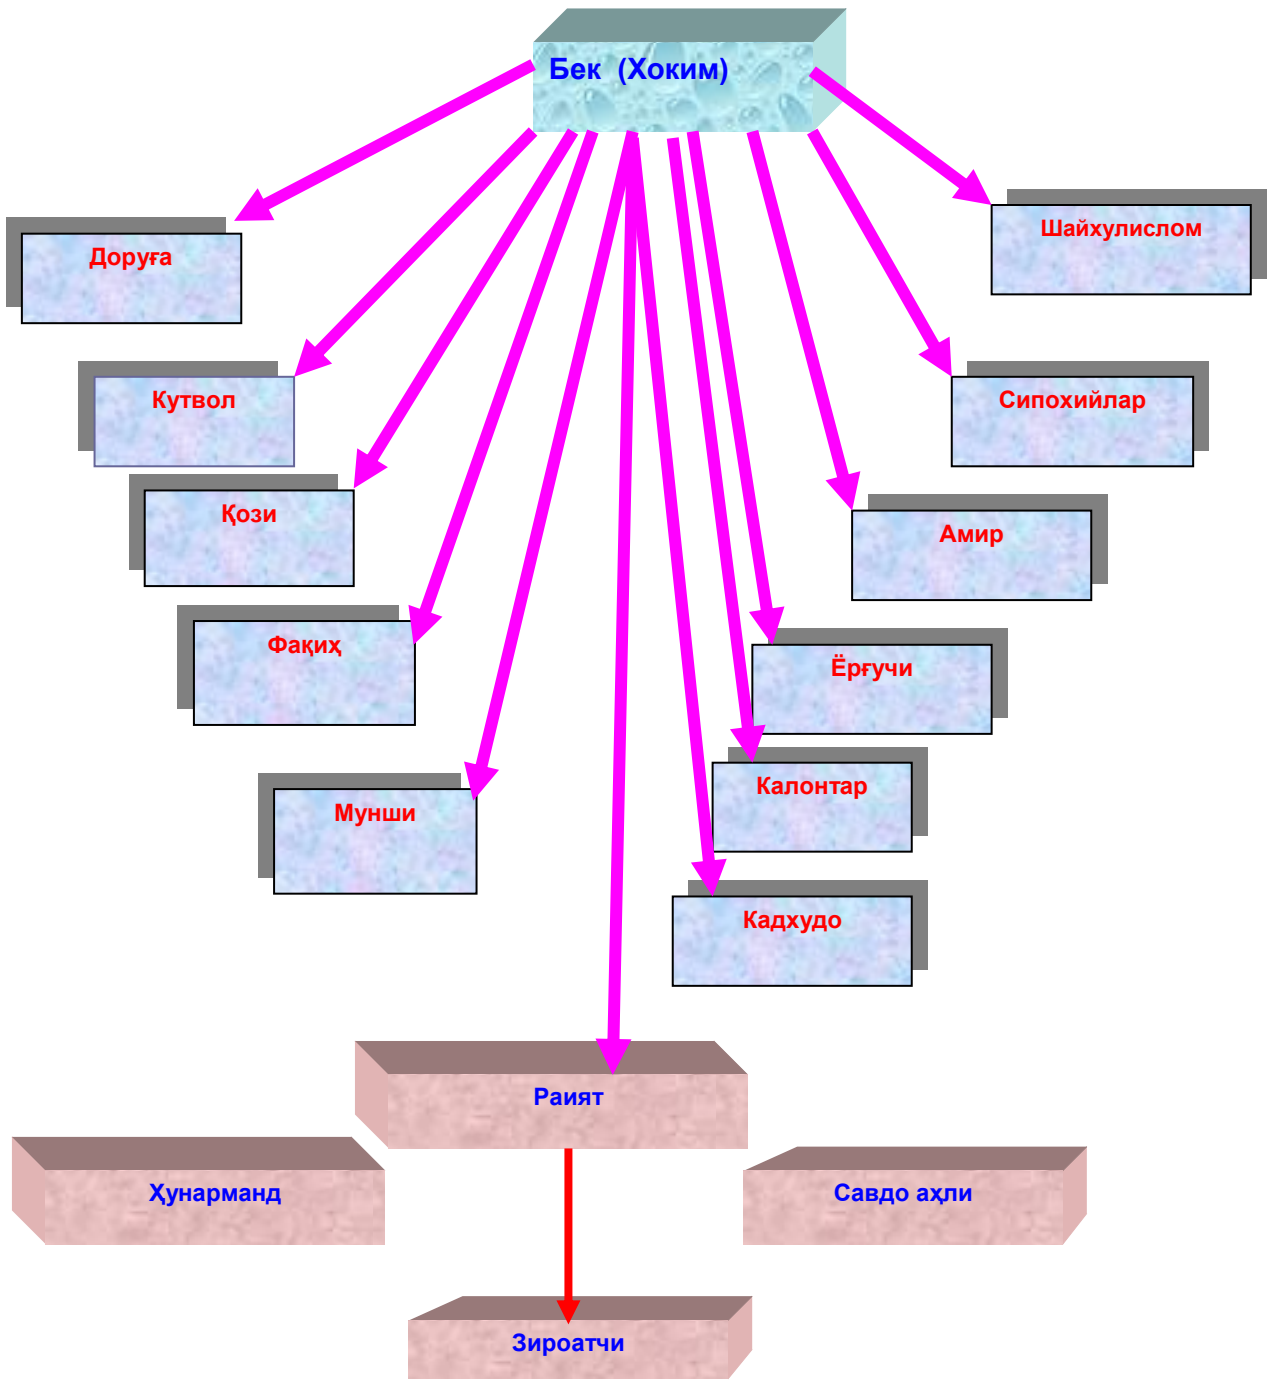 Бек  (Хоким)
Шайхулислом
Доруға
Кутвол
Сипохийлар
Қози
Амир
Фақиҳ
Ёрғучи
Калонтар
Мунши
Кадхудо
Раият
Ҳунарманд
Савдо аҳли
Зироатчи